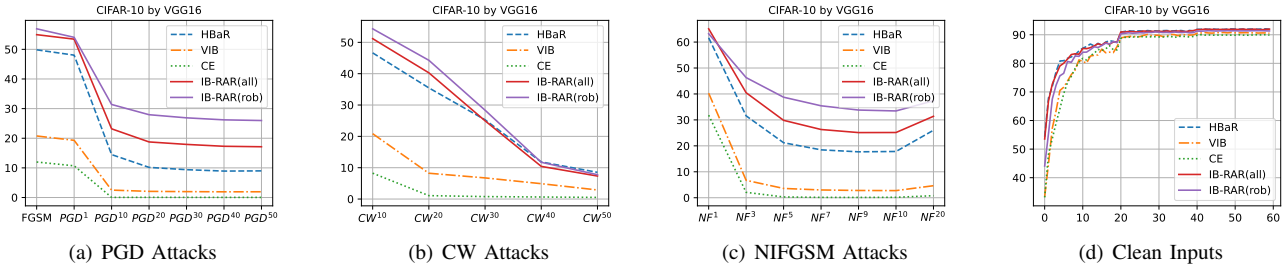 CIFAR-10 by VGG16
50
40
30
20
10
0
FGSM PGD¹ PGD¹⁰ PGD²⁰ PGD³⁰ PGD⁴⁰ PGD⁵⁰
HBaR
VIB
CE
IB-RAR(all)
IB-RAR(rob)
(a) PGD Attacks
CIFAR-10 by VGG16
50
40
30
20
10
0
CW¹⁰ CW²⁰ CW³⁰ CW⁴⁰ CW⁵⁰
HBaR
VIB
CE
IB-RAR(all)
IB-RAR(rob)
(b) CW Attacks
CIFAR-10 by VGG16
60
50
40
30
20
10
0
NF¹ NF³ NF⁵ NF⁷ NF⁹ NF¹⁰ NF²⁰
HBaR
VIB
CE
IB-RAR(all)
IB-RAR(rob)
(c) NIFGSM Attacks
CIFAR-10 by VGG16
90
80
70
60
50
40
0 10 20 30 40 50 60
HBaR
VIB
CE
IB-RAR(all)
IB-RAR(rob)
(d) Clean Inputs